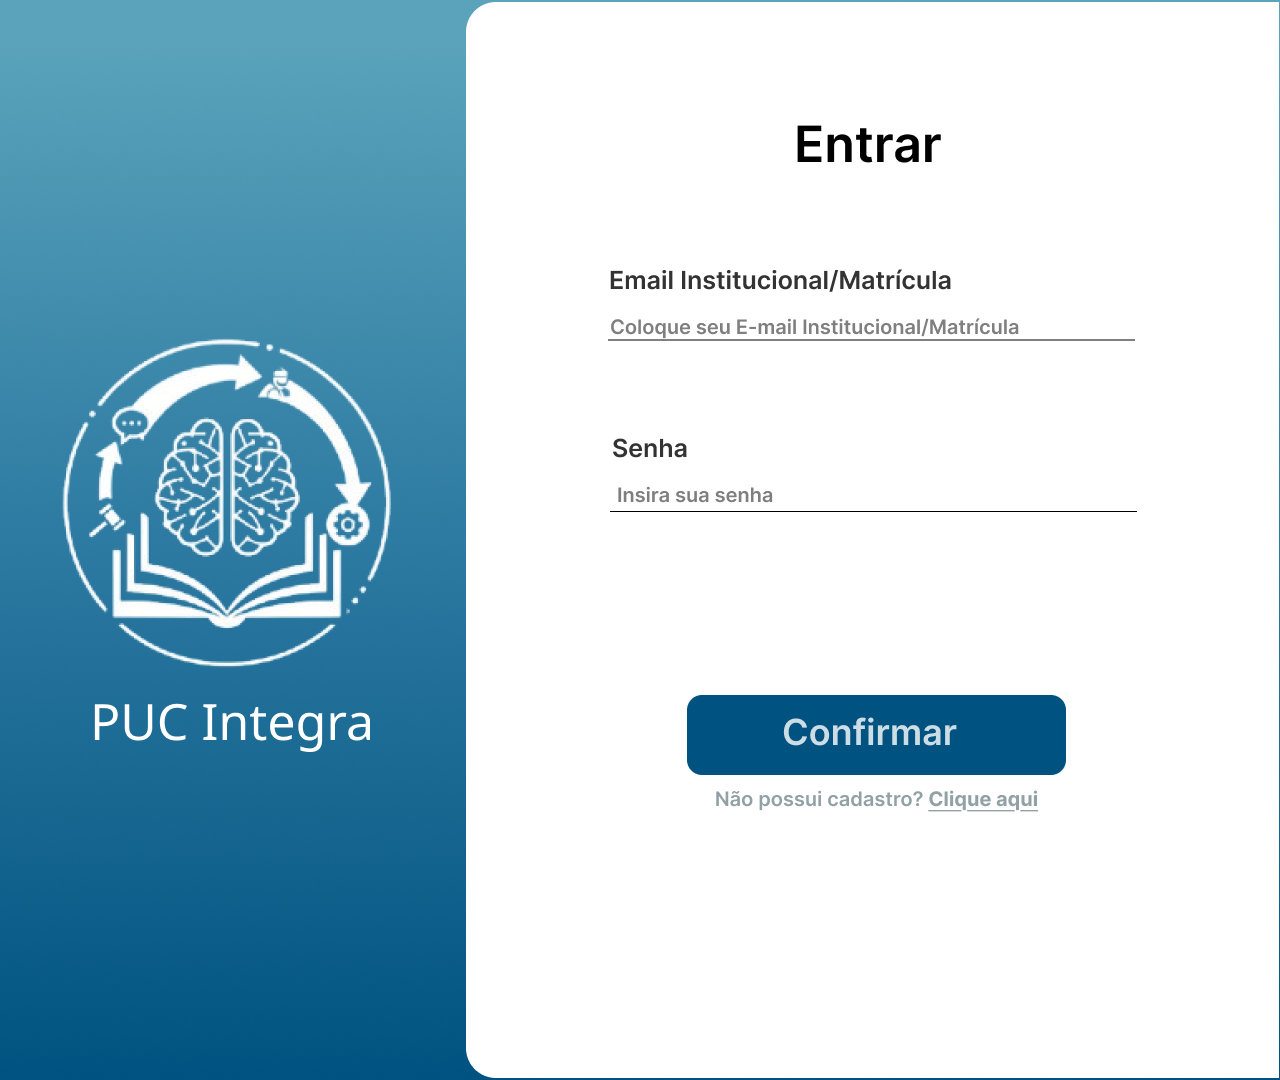 Entrar
Email Institucional/Matrícula
Coloque seu E-mail Institucional/Matrícula
Senha
Insira sua senha
PUC Integra
Confirmar
Não possui cadastro? Clique aqui